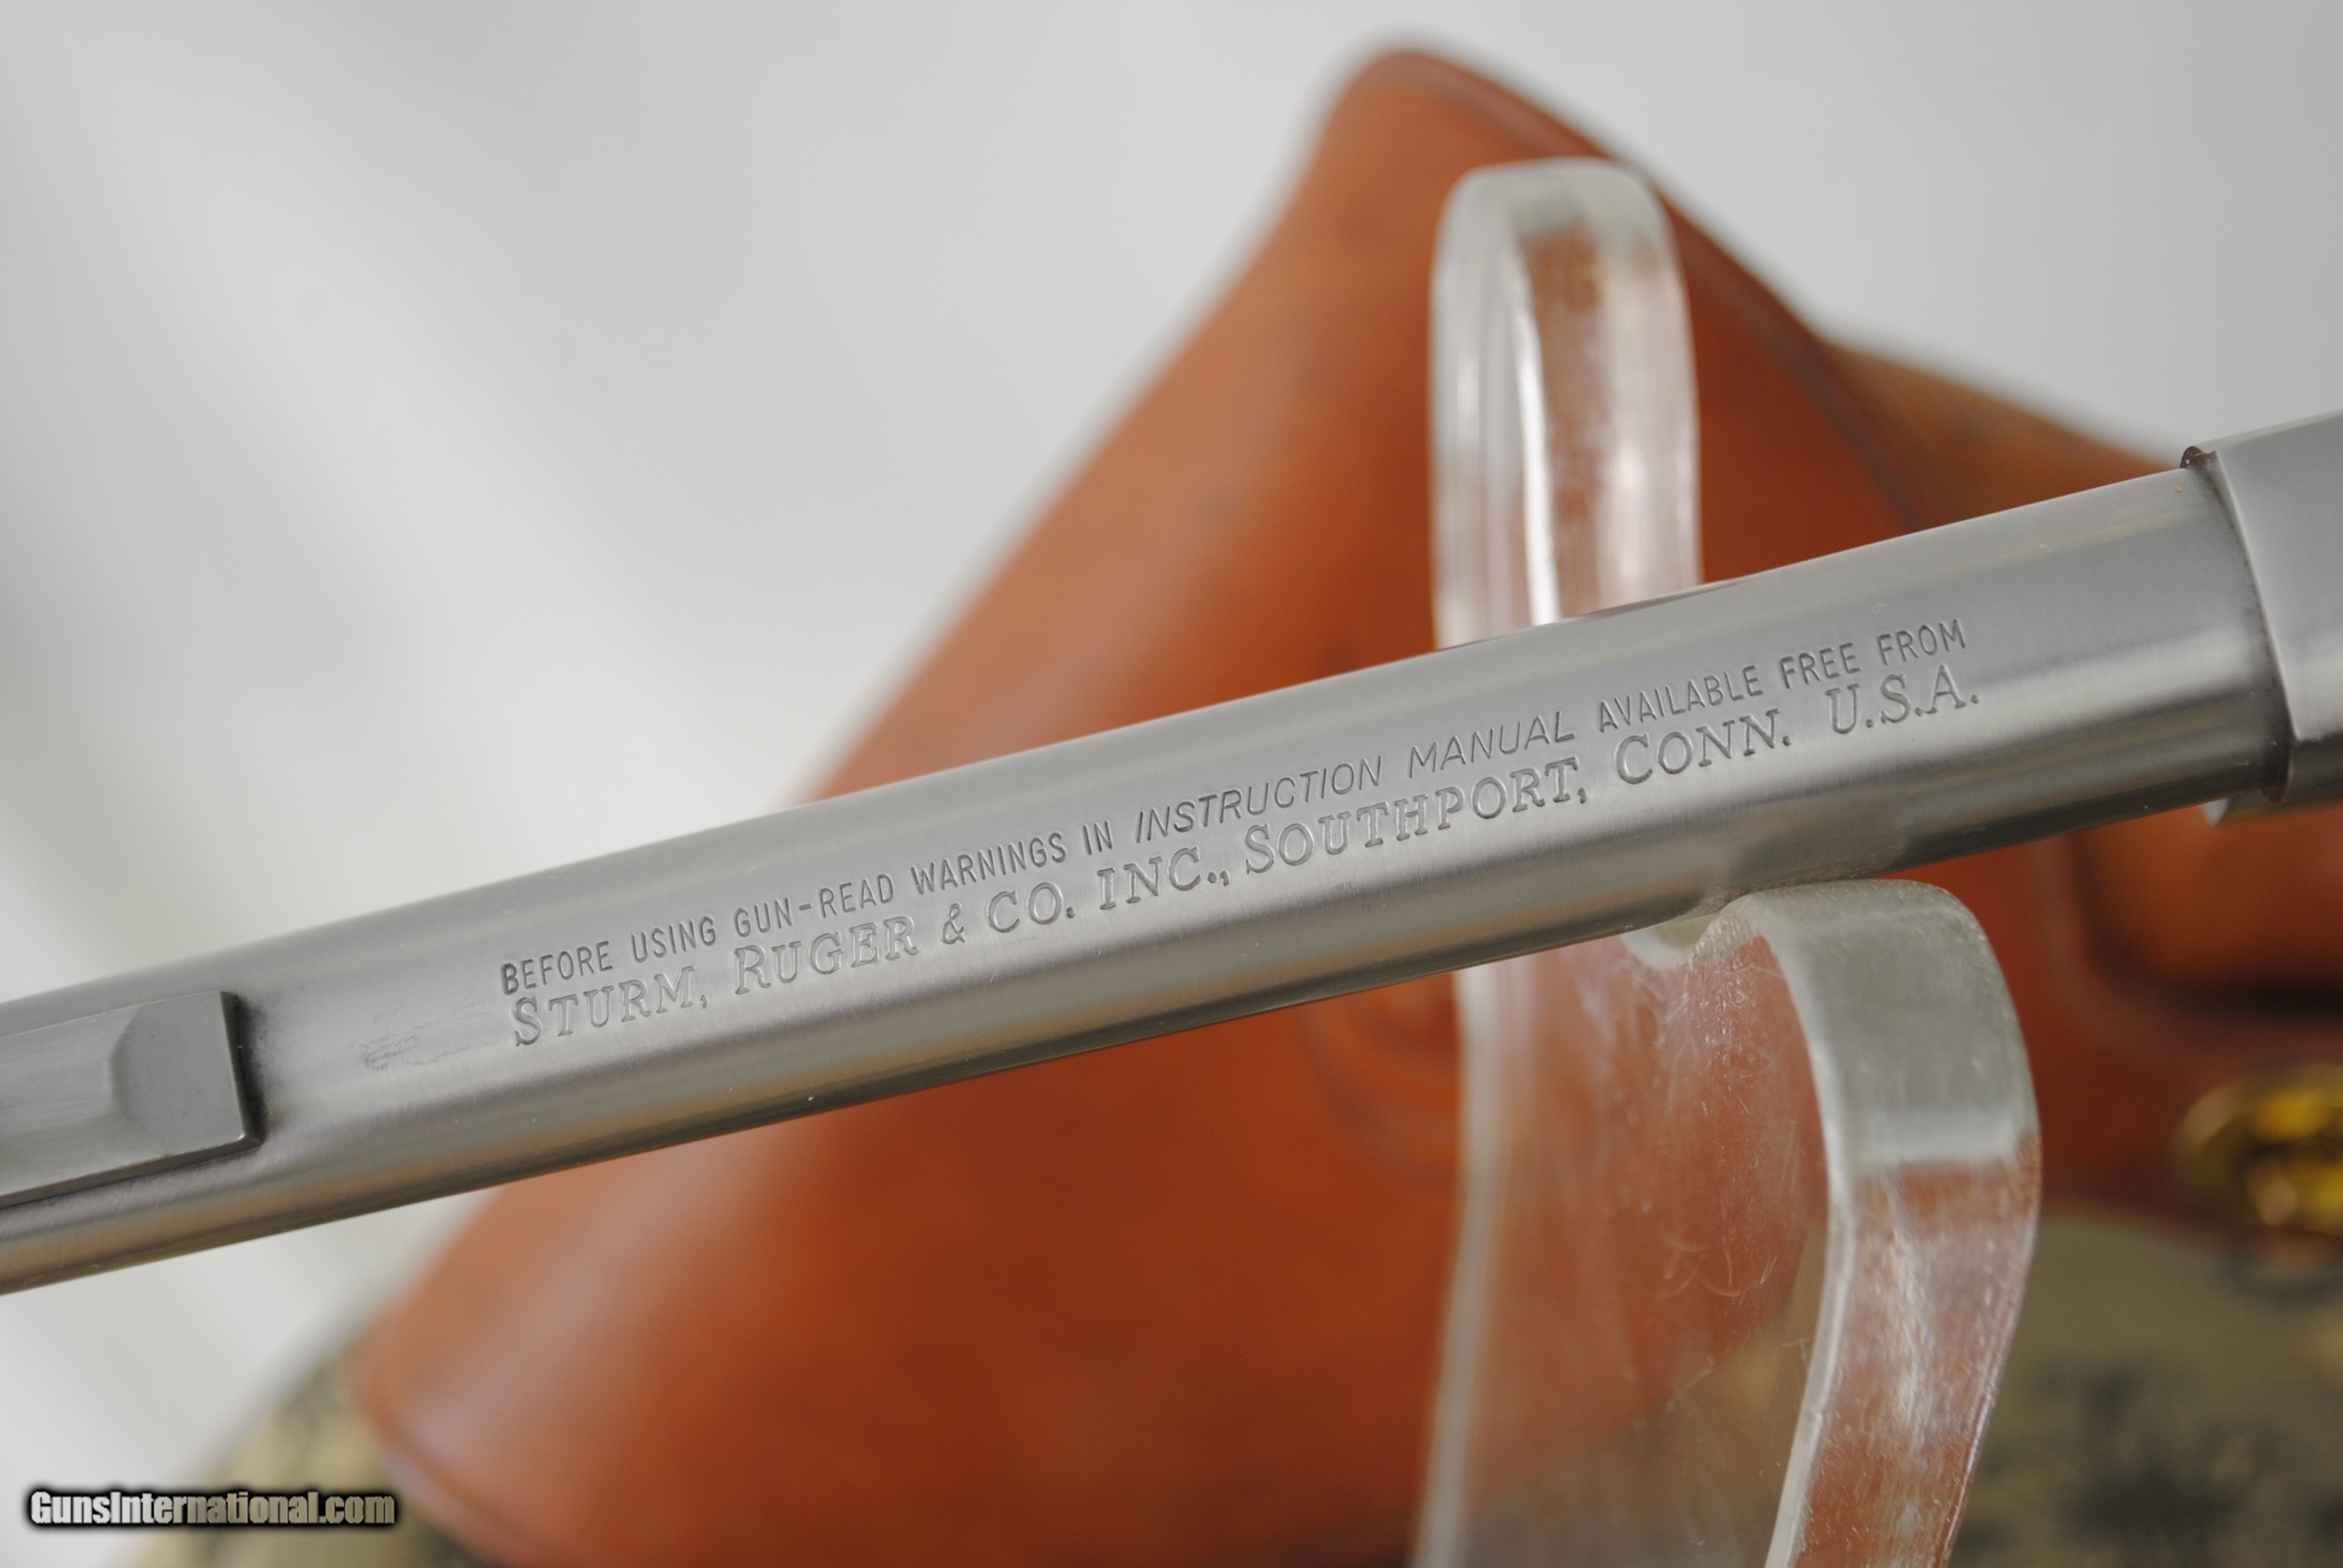 BEFORE USING GUN-READ WARNINGS IN INSTRUCTION MANUAL AVAILABLE FREE FROM
STURM, RUGER & CO. INC., SOUTHPORT, CONN. U.S.A.
GunsInternational.com